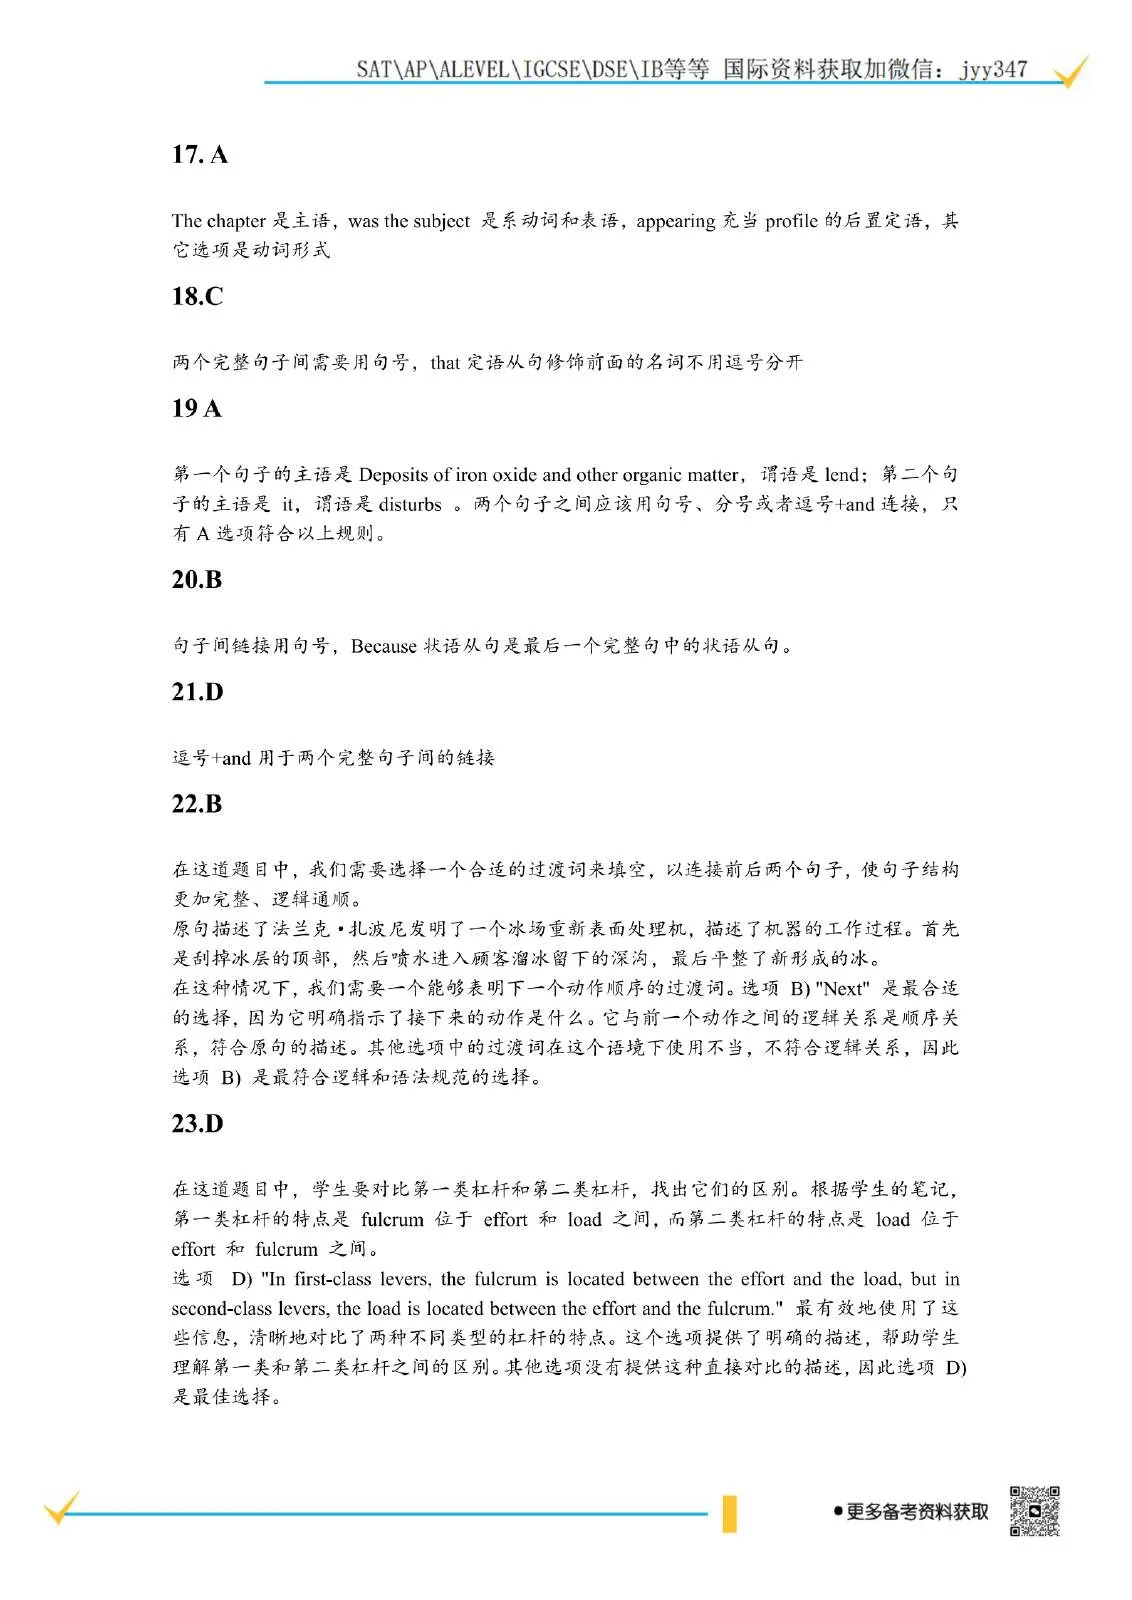 SAT\AP\ALEVEL\IGCSE\DSE\IB等等 国际资料获取加微信：jyy347
17. A
The chapter 是主语，was the subject 是系动词和表语，appearing 充当 profile 的后置定语，其
它选项是动词形式
18.C
两个完整句子间需要用句号，that 定语从句修饰前面的名词不用逗号分开
19 A
第一个句子的主语是 Deposits of iron oxide and other organic matter，谓语是 lend；第二个句
子的主语是 it，谓语是 disturbs 。两个句子之间应该用句号、分号或者逗号+and 连接，只
有 A 选项符合以上规则。
20.B
句子间链接用句号，Because 状语从句是最后一个完整句中的状语从句。
21.D
逗号+and 用于两个完整句子间的链接
22.B
在这道题目中，我们需要选择一个合适的过渡词来填空，以连接前后两个句子，使句子结构
更加完整、逻辑通顺。
原句描述了法兰克·扎波尼发明了一个冰场重新表面处理机，描述了机器的工作过程。首先
是刮掉冰层的顶部，然后喷水进入顾客溜冰留下的深沟，最后平整了新形成的冰。
在这种情况下，我们需要一个能够表明下一个动作顺序的过渡词。选项 B) "Next" 是最合适
的选择，因为它明确指示了接下来的动作是什么。它与前一个动作之间的逻辑关系是顺序关
系，符合原句的描述。其他选项中的过渡词在这个语境下使用不当，不符合逻辑关系，因此
选项 B) 是最符合逻辑和语法规范的选择。
23.D
在这道题目中，学生要对比第一类杠杆和第二类杠杆，找出它们的区别。根据学生的笔记，
第一类杠杆的特点是 fulcrum 位于 effort 和 load 之间，而第二类杠杆的特点是 load 位于
effort 和 fulcrum 之间。
选项 D) "In first-class levers, the fulcrum is located between the effort and the load, but in
second-class levers, the load is located between the effort and the fulcrum." 最有效地使用了这
些信息，清晰地对比了两种不同类型的杠杆的特点。这个选项提供了明确的描述，帮助学生
理解第一类和第二类杠杆之间的区别。其他选项没有提供这种直接对比的描述，因此选项 D)
是最佳选择。
•更多备考资料获取